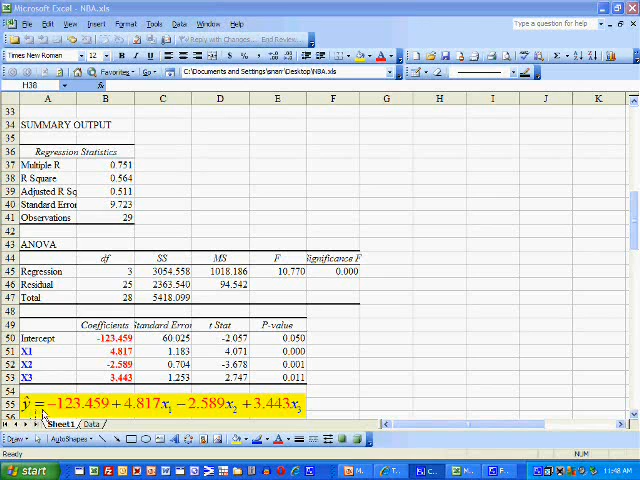 Microsoft Excel - NBA.xls
File Edit View Insert Format Tools Data Window Help Type a question for help
Reply with Changes... End Review...
Times New Roman 12 B I U $ % ,
Favorites Go C:\Documents and Settings\snarr\Desktop\NBA.xls
H38 fx
A B C D E F G H I J K
33
34 SUMMARY OUTPUT
35
36 Regression Statistics
37 Multiple R 0.751
38 R Square 0.564
39 Adjusted R Sq 0.511
40 Standard Error 9.723
41 Observations 29
42
43 ANOVA
44 df SS MS F Significance F
45 Regression 3 3054.558 1018.186 10.770 0.000
46 Residual 25 2363.540 94.542
47 Total 28 5418.099
48
49 Coefficients Standard Error t Stat P-value
50 Intercept -123.459 60.025 -2.057 0.050
51 X1 4.817 1.183 4.071 0.000
52 X2 -2.589 0.704 -3.678 0.001
53 X3 3.443 1.253 2.747 0.011
54
55 ŷ = −123.459 + 4.817x₁ − 2.589x₂ + 3.443x₃
56
Sheet1 Data
Draw AutoShapes
Ready NUM
start 11:48 AM